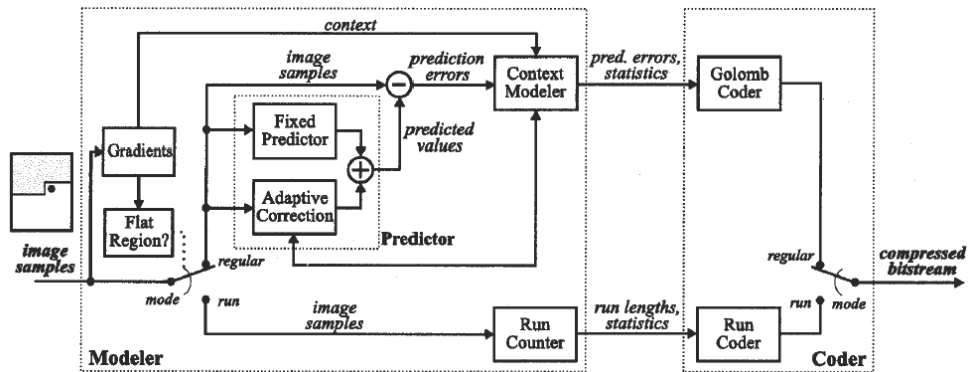 context
image
samples
prediction
errors
pred. errors,
statistics
Context
Modeler
Golomb
Coder
Fixed
Predictor
predicted
values
Gradients
Adaptive
Correction
Flat
Region?
Predictor
image
samples
regular
mode
run
image
samples
Run
Counter
run lengths,
statistics
Run
Coder
regular
run
mode
compressed
bitstream
Modeler
Coder